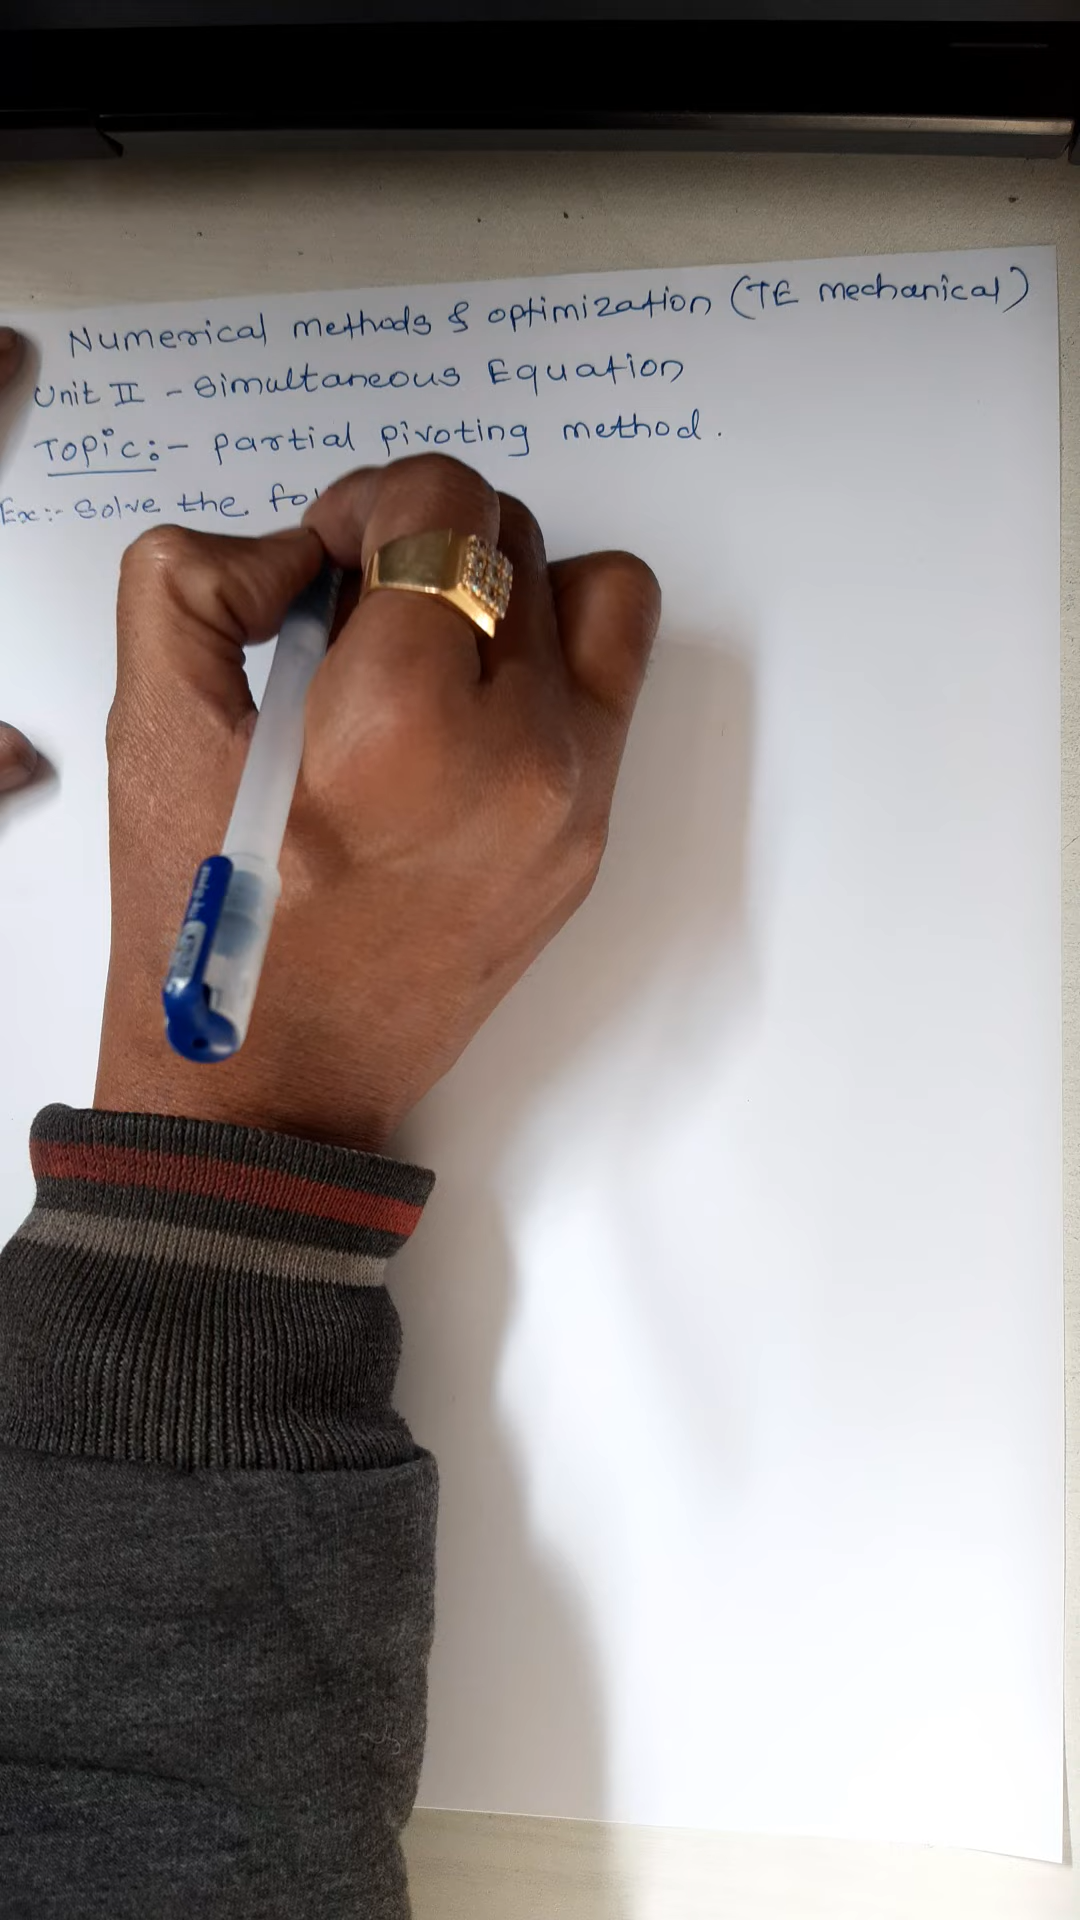 Numerical methods & optimization (TE mechanical)
Unit II - Simultaneous Equation
Topic:- partial pivoting method.
Ex:- Solve the